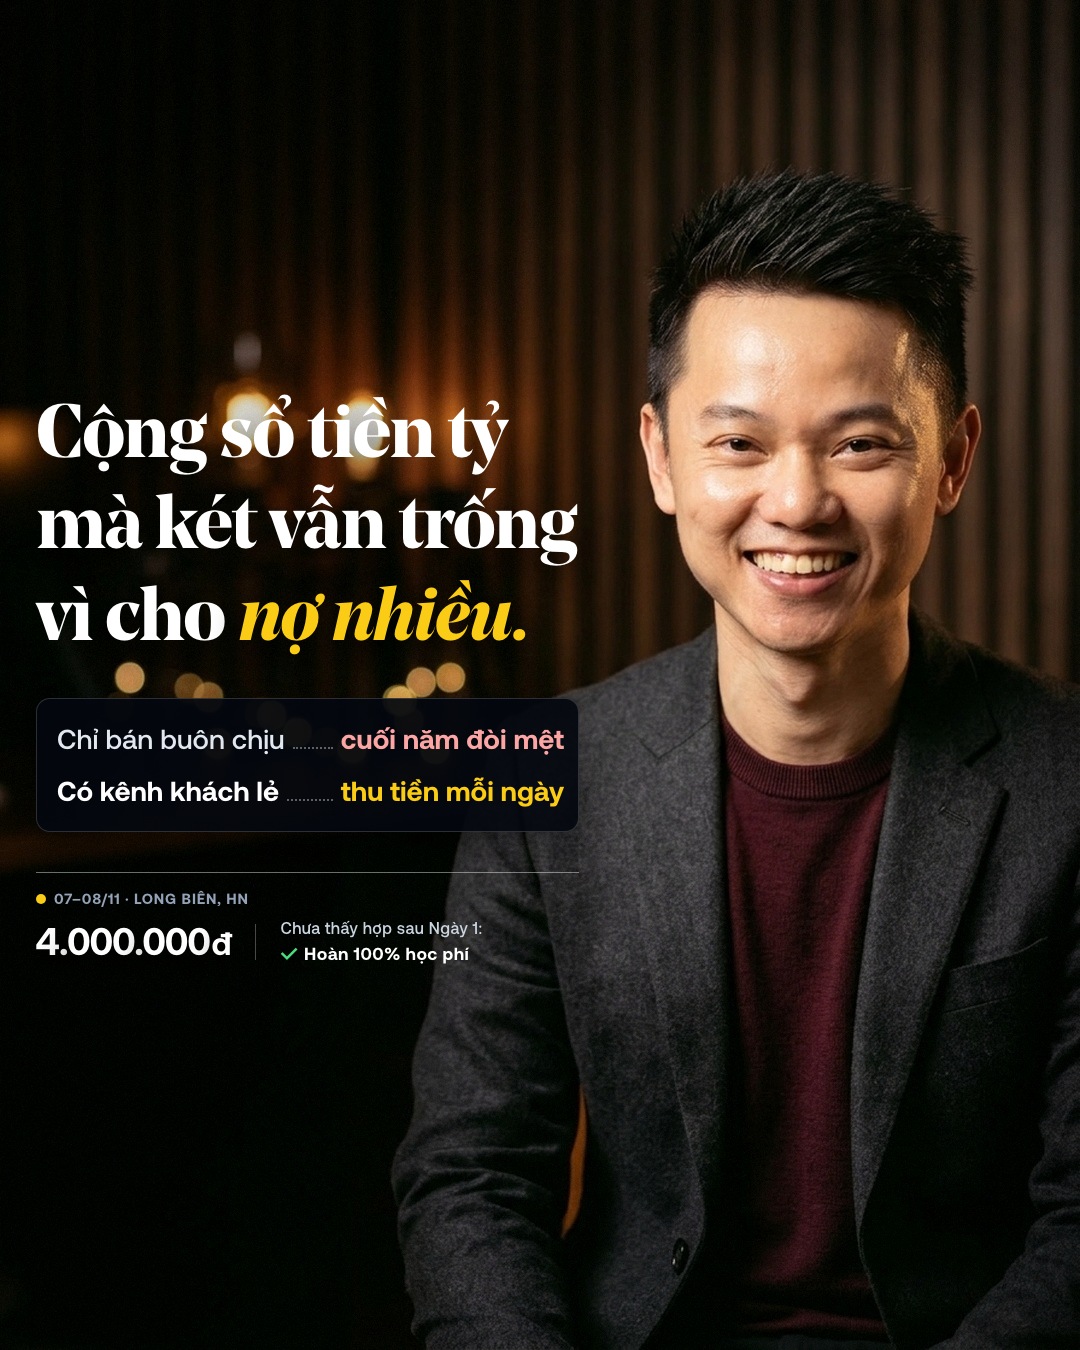 Cộng sổ tiền tỷ
mà két vẫn trống
vì cho nợ nhiều.
Chỉ bán buôn chịu ........ cuối năm đòi mệt
Có kênh khách lẻ ......... thu tiền mỗi ngày
07–08/11 · LONG BIÊN, HN
4.000.000đ
Chưa thấy hợp sau Ngày 1:
✓ Hoàn 100% học phí